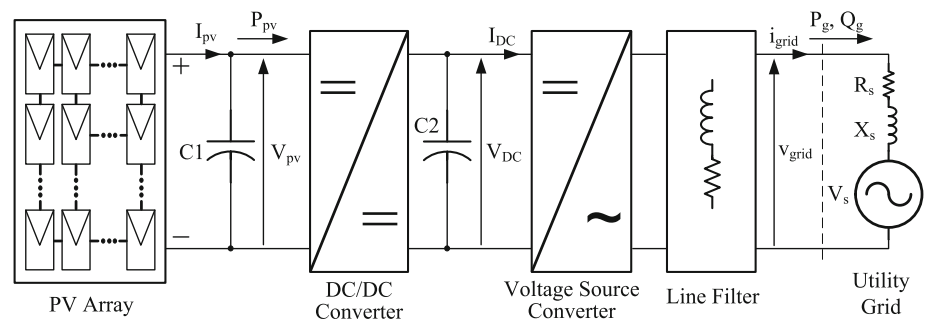 I_pv
P_pv
+
C1
V_pv
−
PV Array
DC/DC
Converter
I_DC
C2
V_DC
~
Voltage Source
Converter
Line Filter
i_grid
P_g, Q_g
v_grid
R_s
X_s
V_s
Utility
Grid